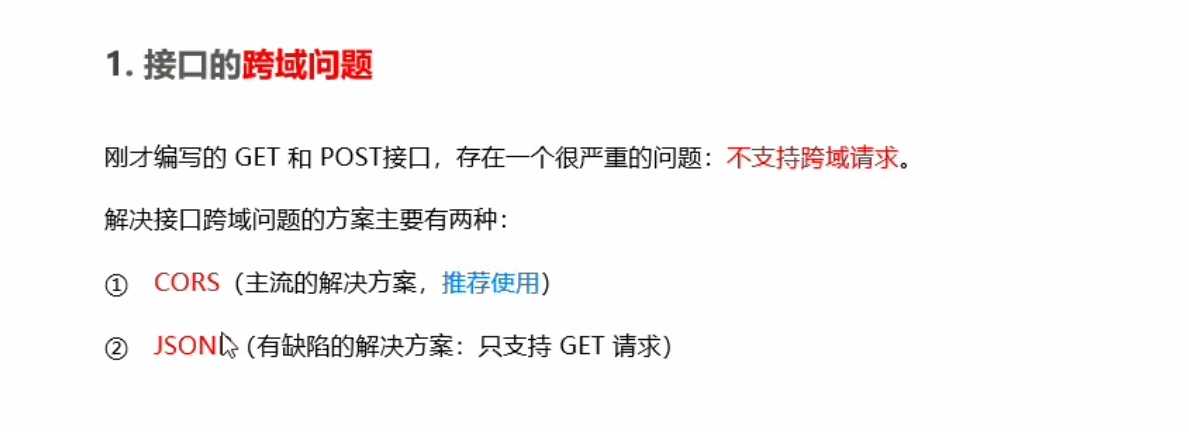 1. 接口的跨域问题
刚才编写的 GET 和 POST接口，存在一个很严重的问题：不支持跨域请求。
解决接口跨域问题的方案主要有两种：
① CORS（主流的解决方案，推荐使用）
② JSON（有缺陷的解决方案：只支持 GET 请求）